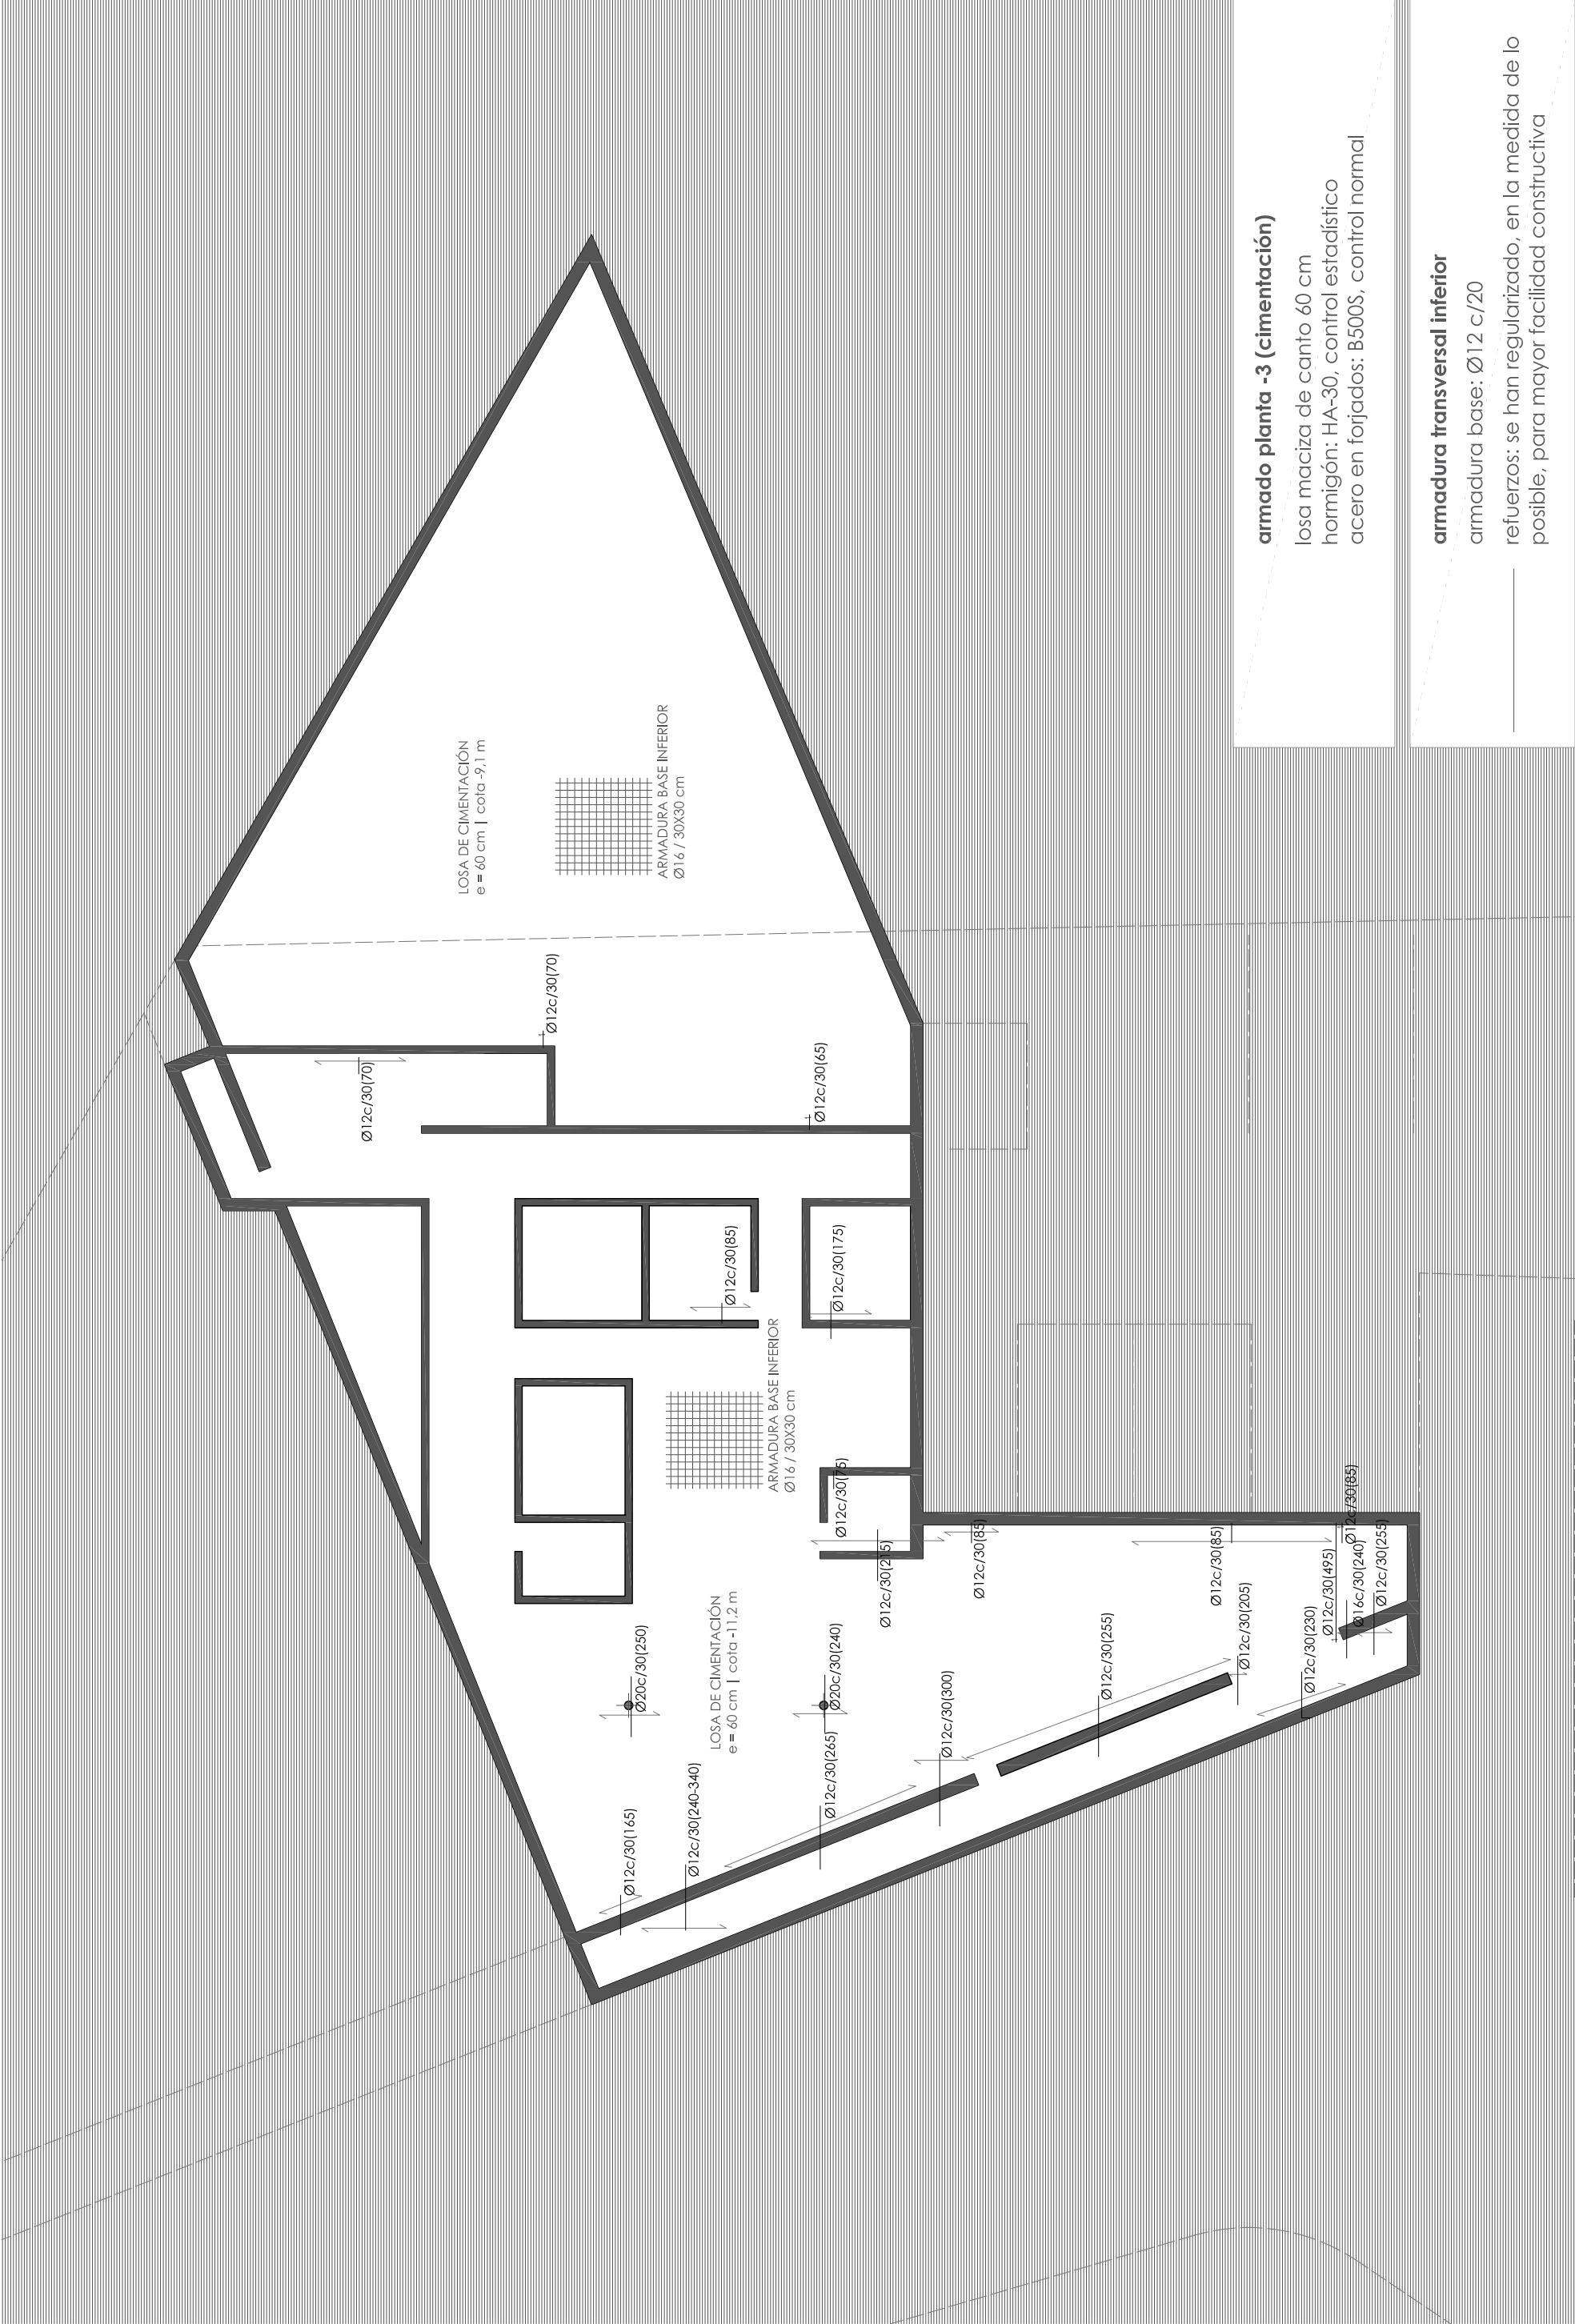 armado planta -3 (cimentación)
losa maciza de canto 60 cm
hormigón: HA-30, control estadístico
acero en forjados: B500S, control normal
armadura transversal inferior
armadura base: Ø12 c/20
refuerzos: se han regularizado, en la medida de lo
posible, para mayor facilidad constructiva
LOSA DE CIMENTACIÓN
e = 60 cm | cota -9,1 m
ARMADURA BASE INFERIOR
Ø16 / 30X30 cm
Ø12c/30(70)
Ø12c/30(70)
Ø12c/30(65)
Ø12c/30(85)
Ø12c/30(175)
ARMADURA BASE INFERIOR
Ø16 / 30X30 cm
Ø12c/30(75)
Ø12c/30(215)
Ø12c/30(85)
Ø12c/30(85)
Ø12c/30(85)
Ø12c/30(495)
Ø16c/30(240)
Ø12c/30(255)
LOSA DE CIMENTACIÓN
e = 60 cm | cota -11,2 m
Ø20c/30(250)
Ø20c/30(240)
Ø12c/30(205)
Ø12c/30(230)
Ø12c/30(255)
Ø12c/30(300)
Ø12c/30(265)
Ø12c/30(240-340)
Ø12c/30(165)